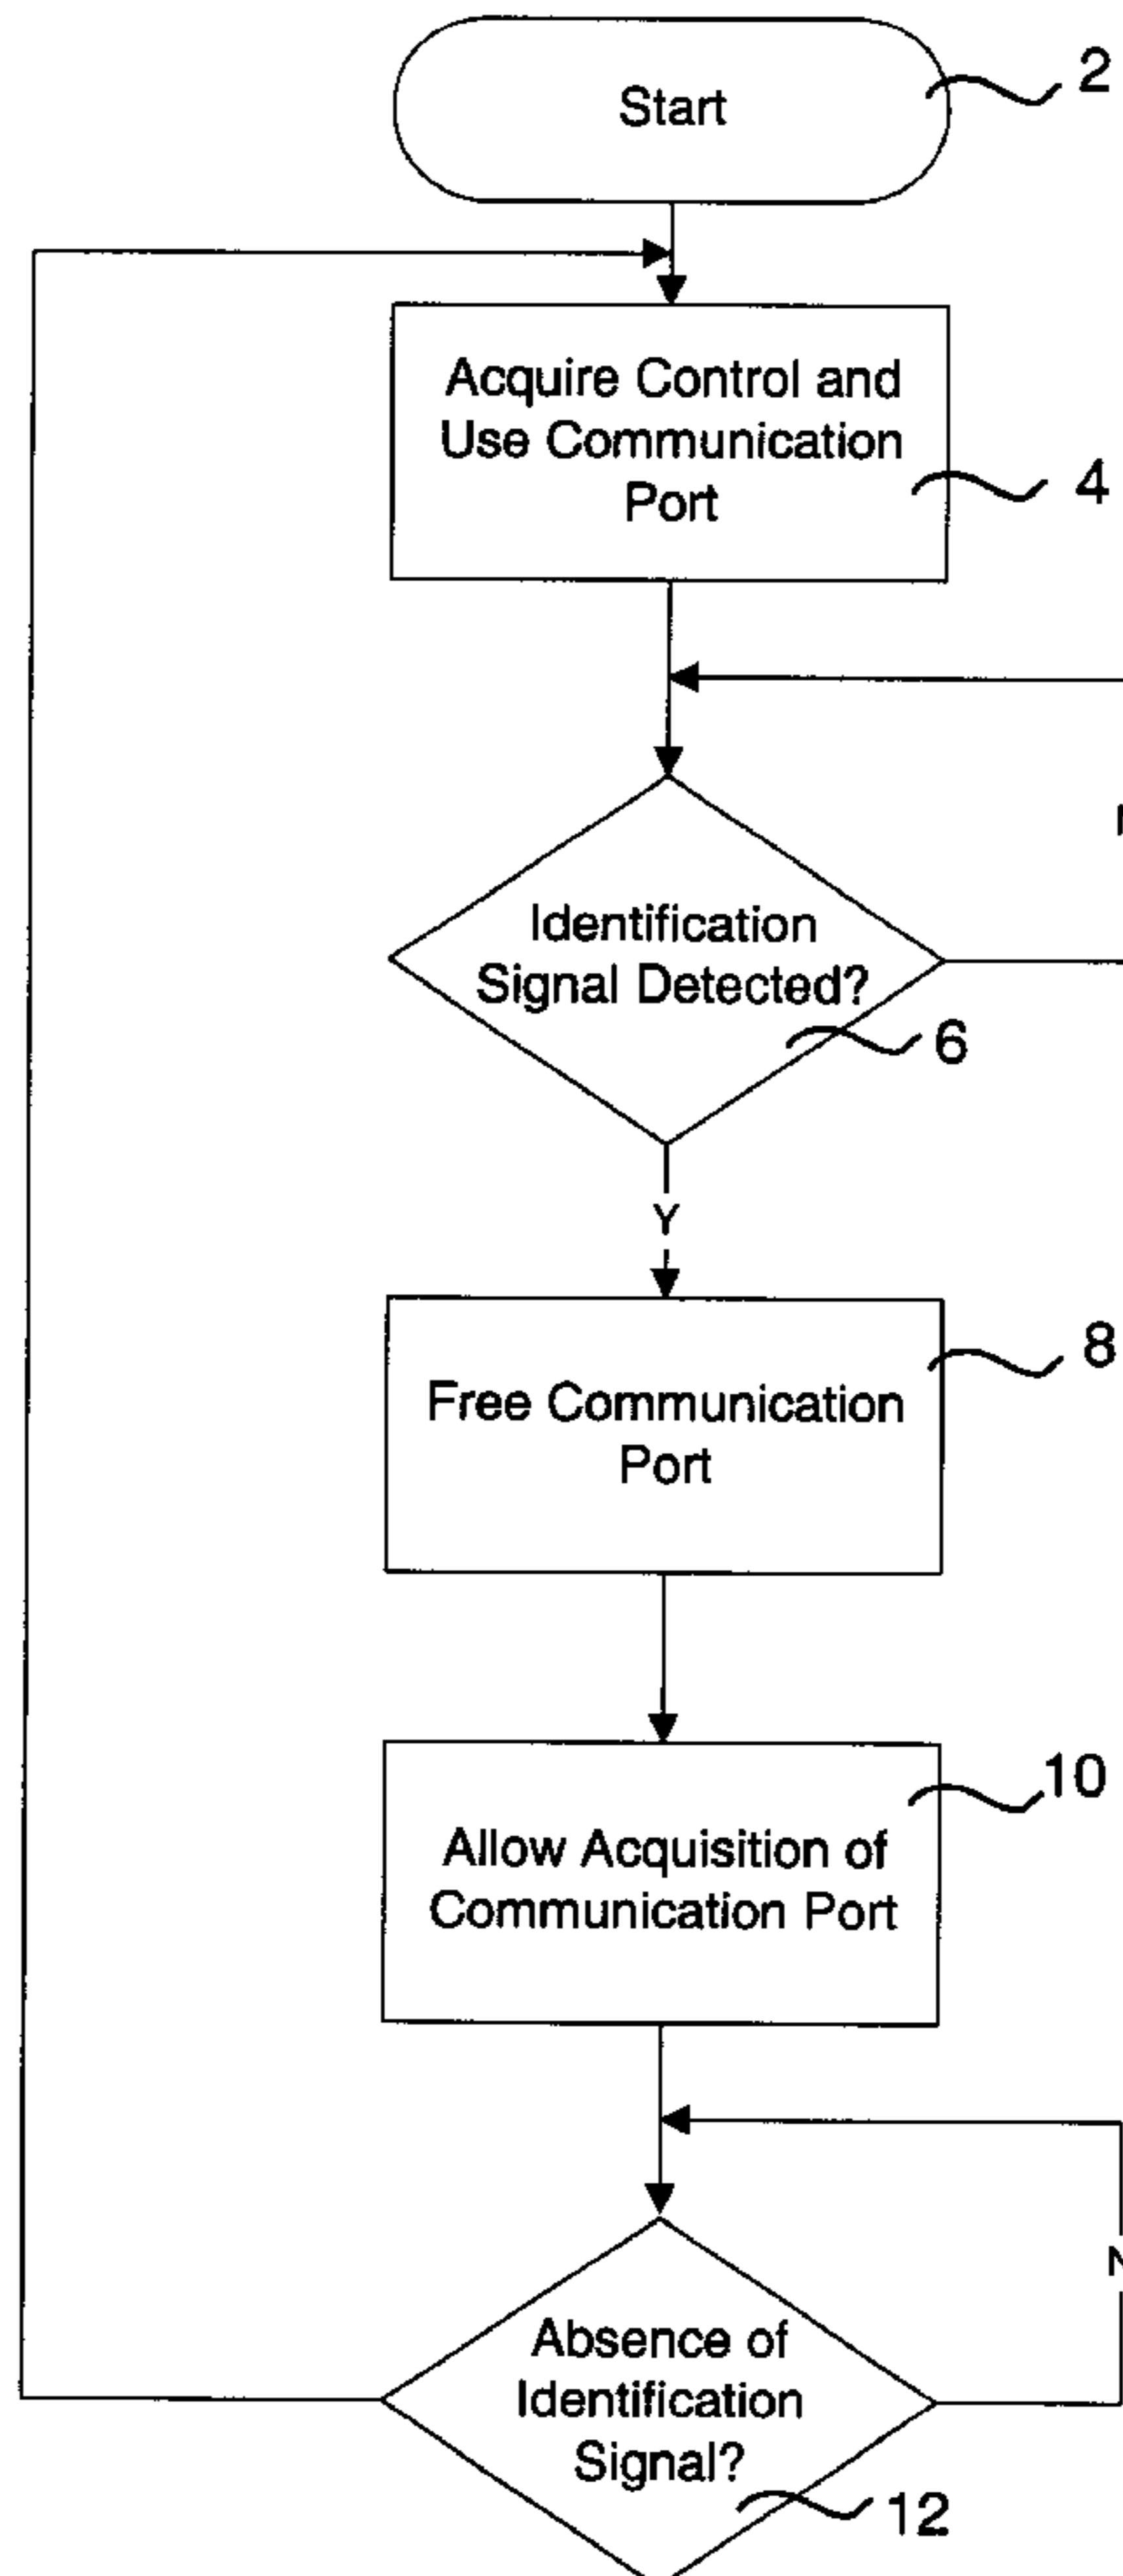 Start
2
Acquire Control and
Use Communication
Port
4
Identification
Signal Detected?
6
Y
Free Communication
Port
8
10
Allow Acquisition of
Communication Port
N
Absence of
Identification
Signal?
12